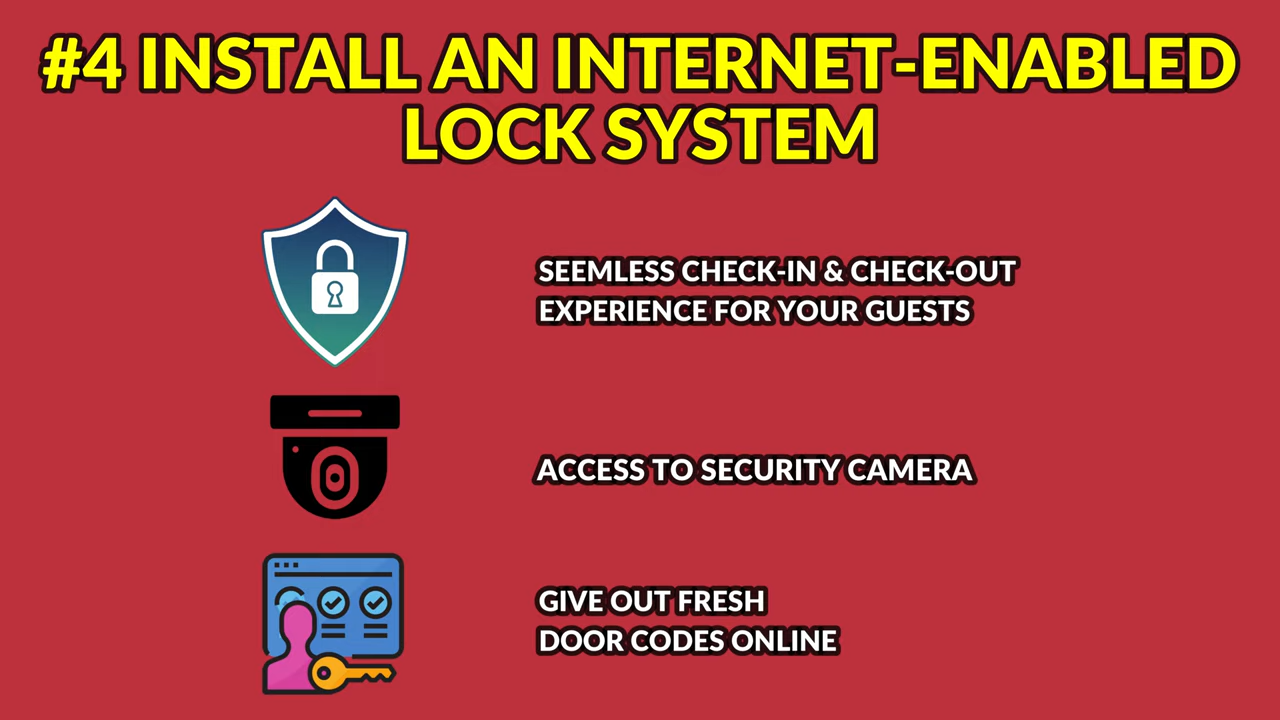 #4 INSTALL AN INTERNET-ENABLED
LOCK SYSTEM
SEEMLESS CHECK-IN & CHECK-OUT
EXPERIENCE FOR YOUR GUESTS
ACCESS TO SECURITY CAMERA
GIVE OUT FRESH
DOOR CODES ONLINE